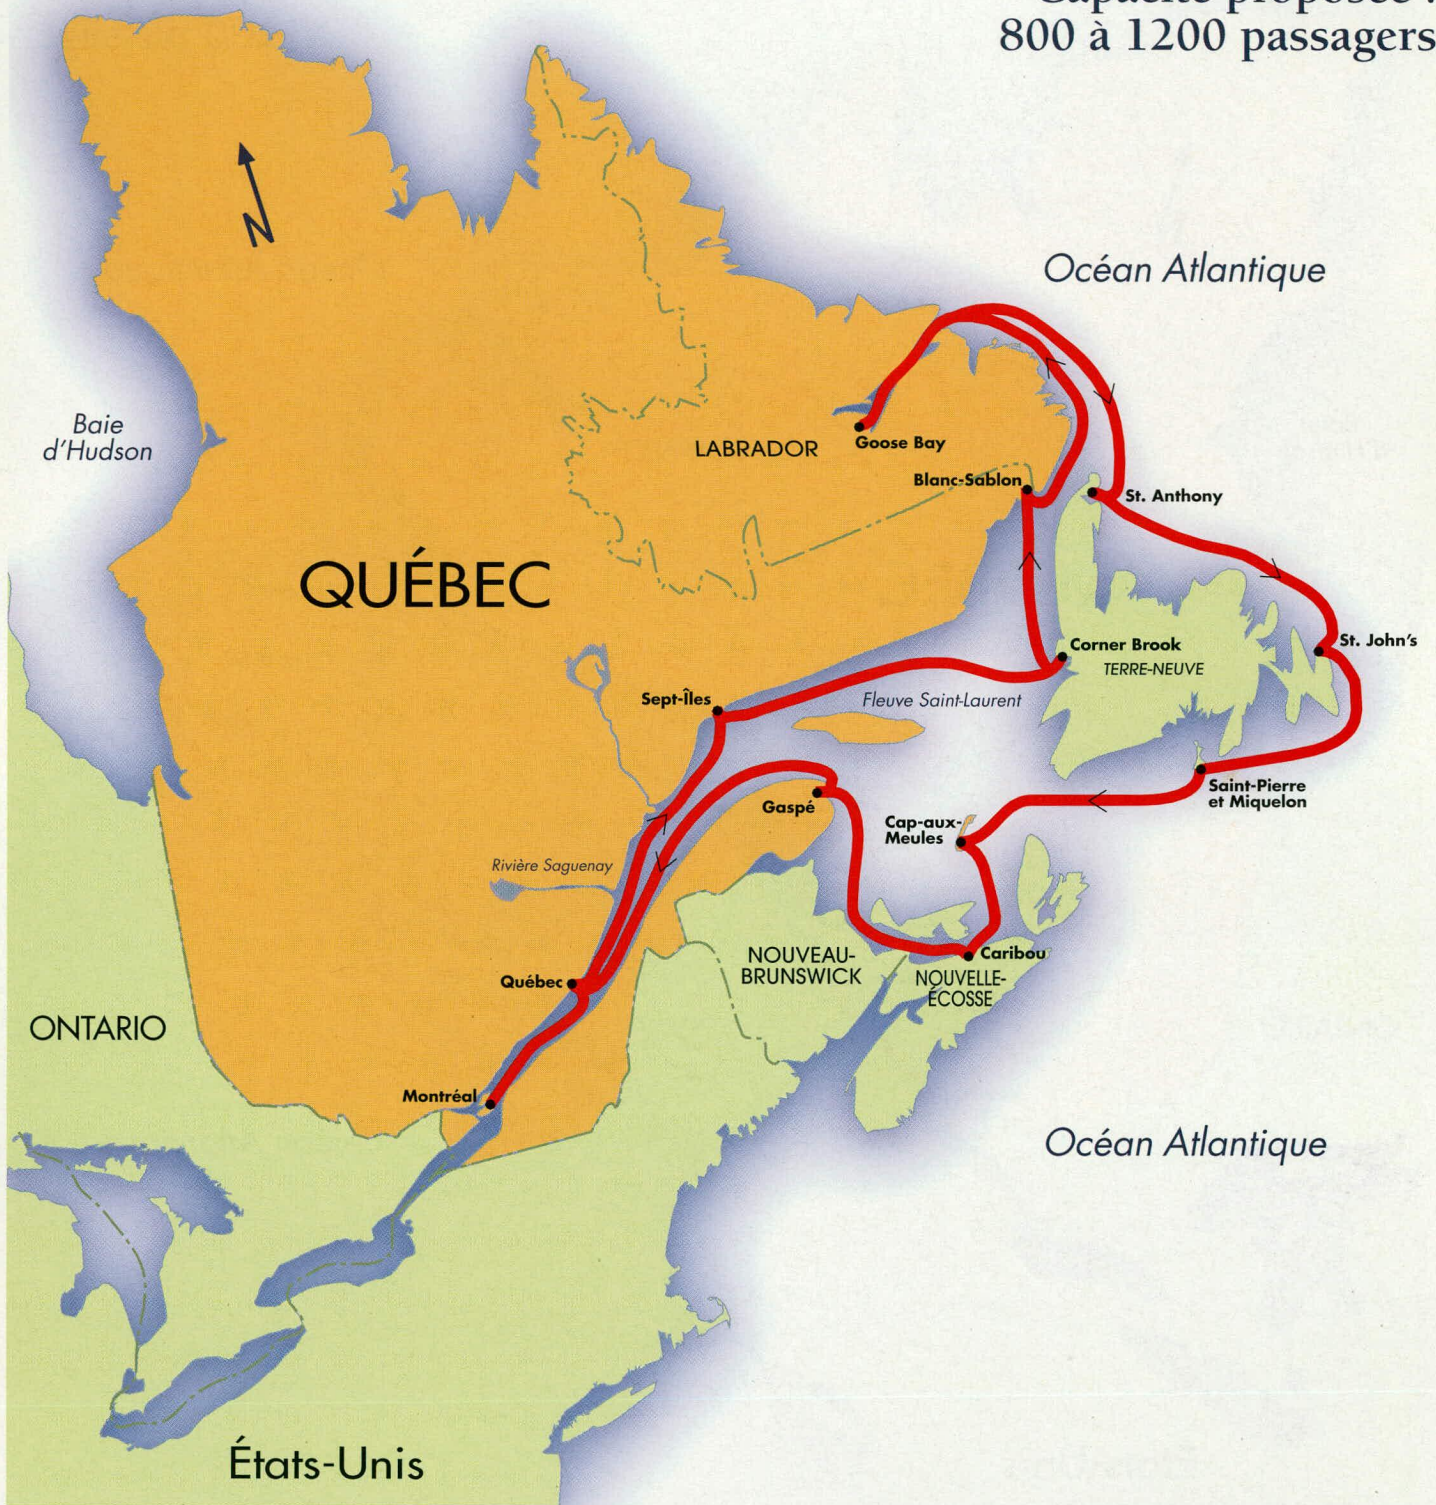 Capacité proposée :
800 à 1200 passagers
N
Océan Atlantique
Baie
d'Hudson
LABRADOR
Goose Bay
Blanc-Sablon
St. Anthony
QUÉBEC
St. John's
Corner Brook
TERRE-NEUVE
Sept-Îles
Fleuve Saint-Laurent
Saint-Pierre
et Miquelon
Gaspé
Cap-aux-
Meules
Rivière Saguenay
NOUVEAU-
BRUNSWICK
Caribou
NOUVELLE-
ÉCOSSE
Québec
ONTARIO
Montréal
Océan Atlantique
États-Unis